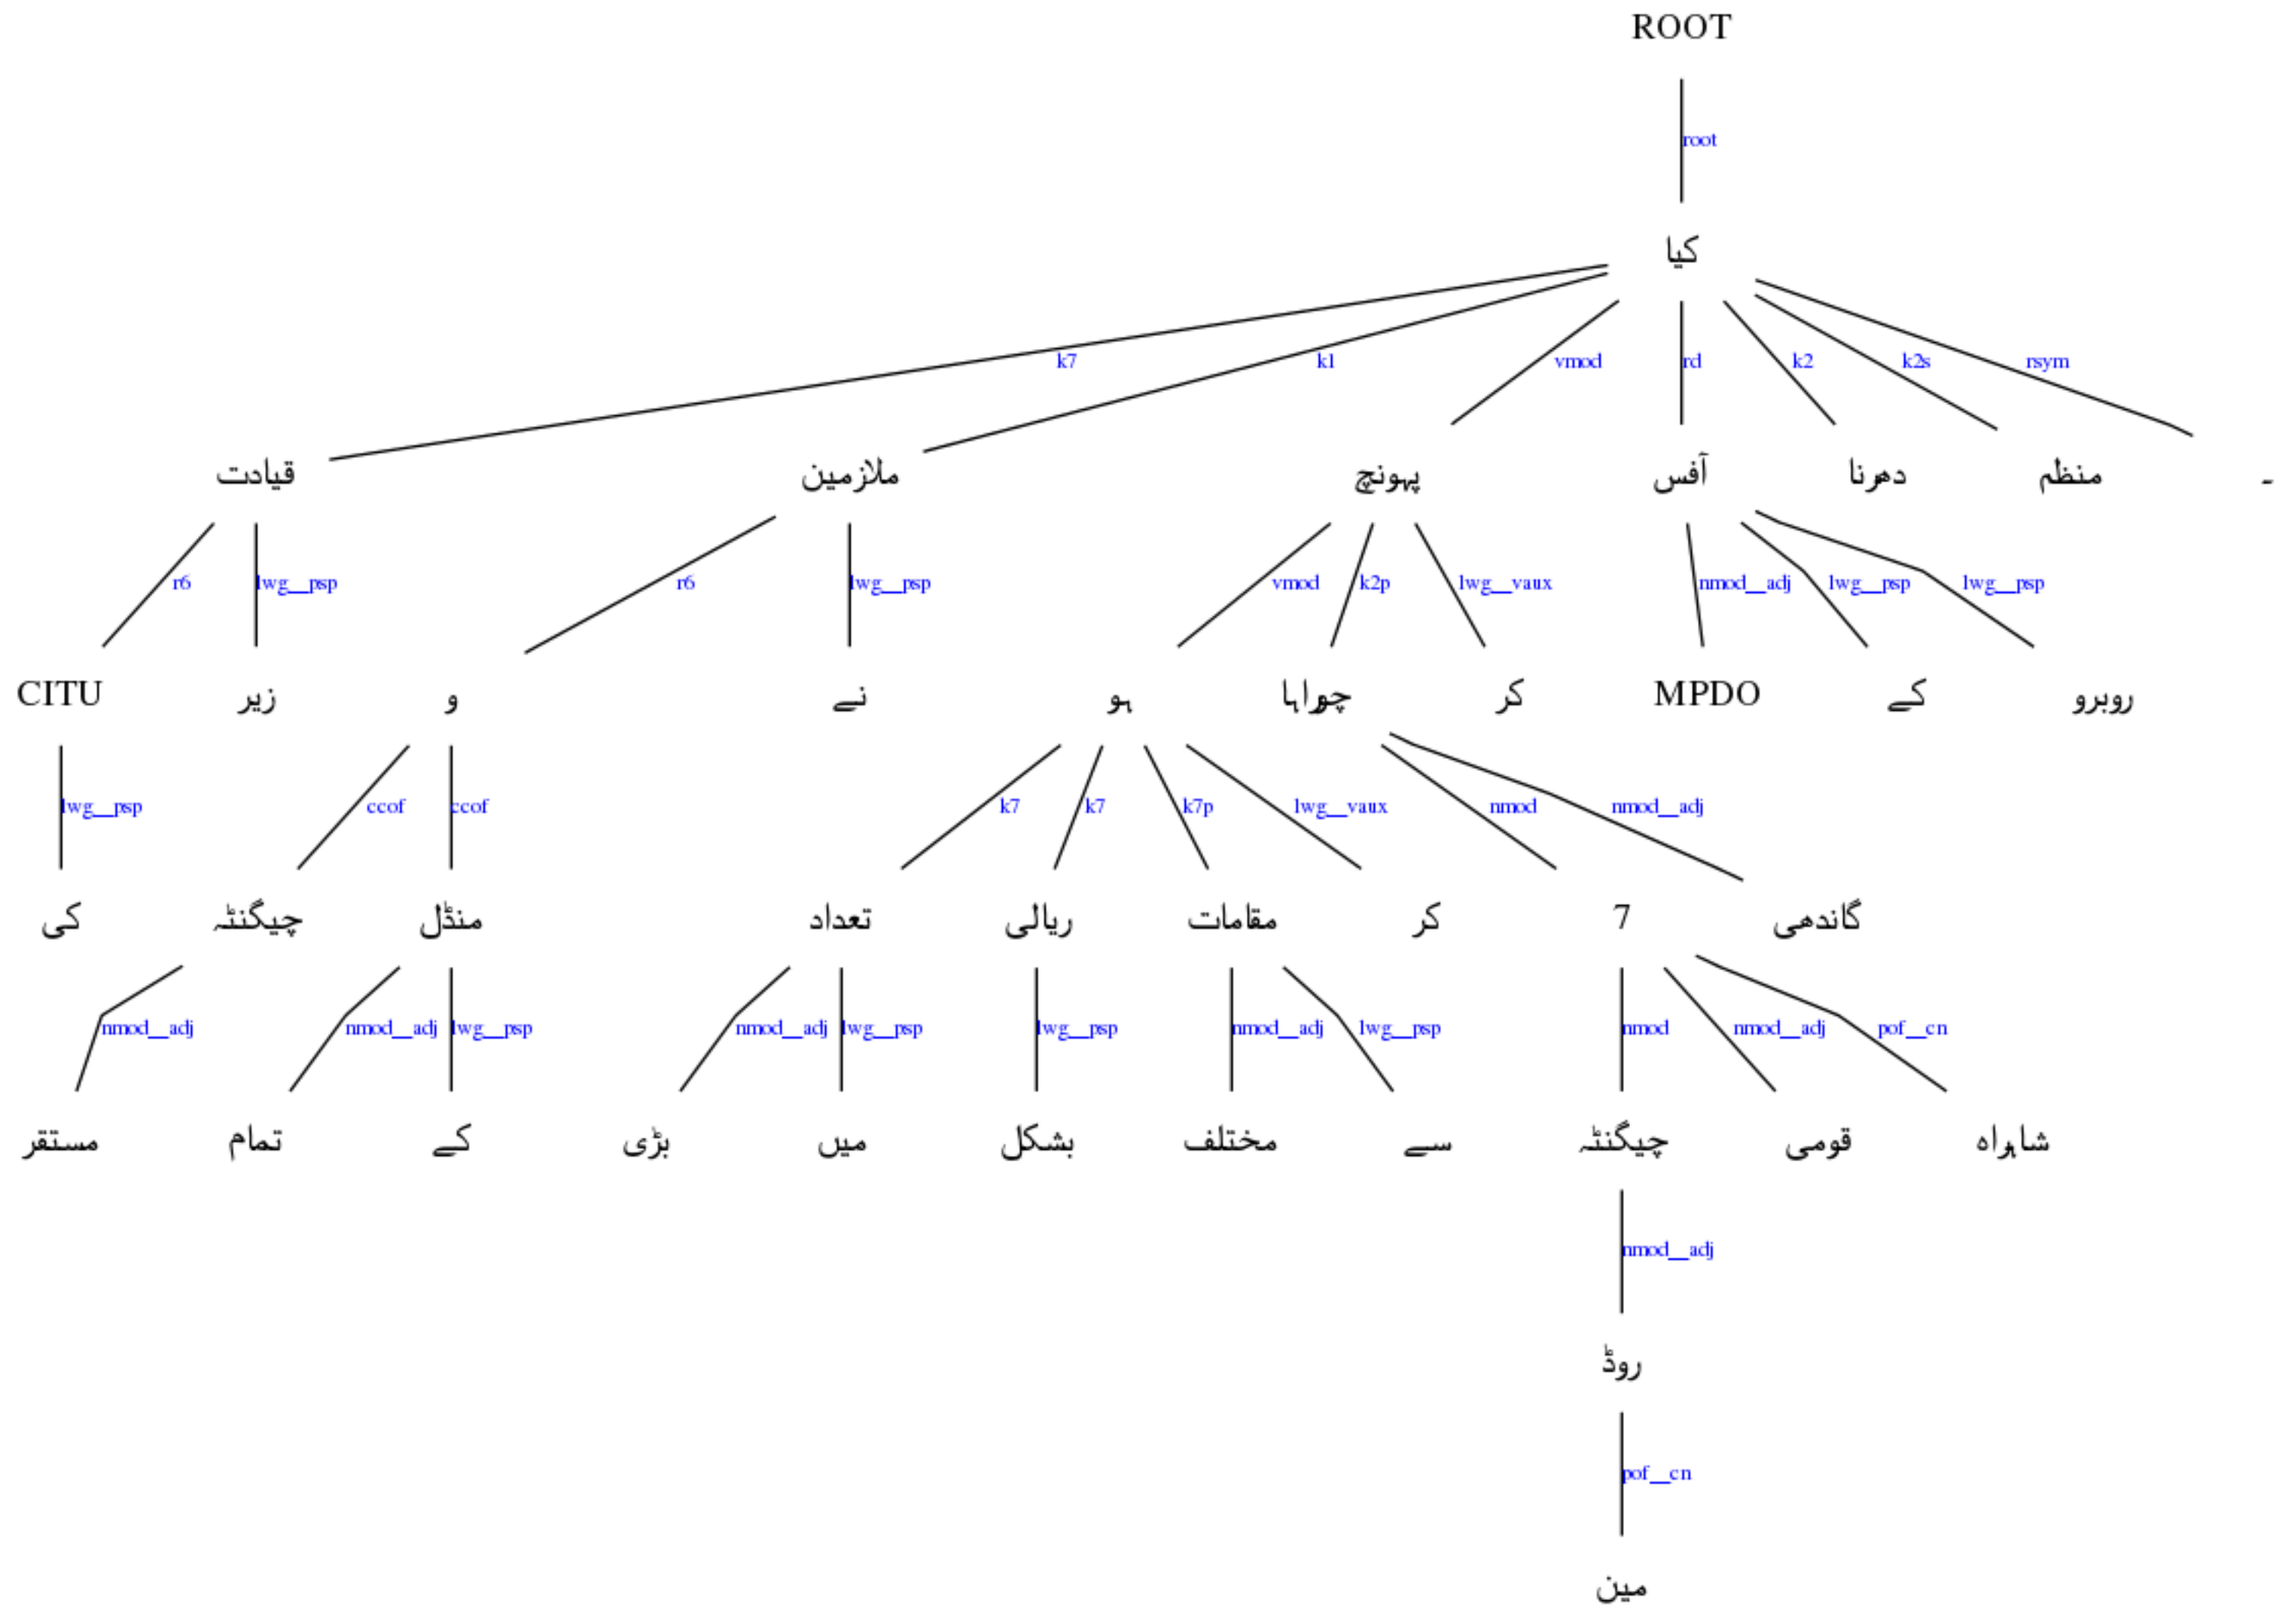 ROOT
root
کیا
k7 k1 vmod rd k2 k2s rsym
قیادت ملازمین پہونچ آفس دھرنا منظم ۔
r6 lwg__psp r6 lwg__psp vmod k2p lwg__vaux nmod__adj lwg__psp lwg__psp
CITU زیر و نے ہو چوراہا کر MPDO کے روبرو
lwg__psp ccof ccof k7 k7 k7p lwg__vaux nmod nmod__adj
کی چیگنٹہ منڈل تعداد ریالی مقامات کر 7 گاندھی
nmod__adj nmod__adj lwg__psp nmod__adj lwg__psp lwg__psp nmod__adj lwg__psp nmod nmod__adj pof__cn
مستقر تمام کے بڑی میں بشکل مختلف سے چیگنٹہ قومی شاہراہ
nmod__adj
روڈ
pof__cn
مین